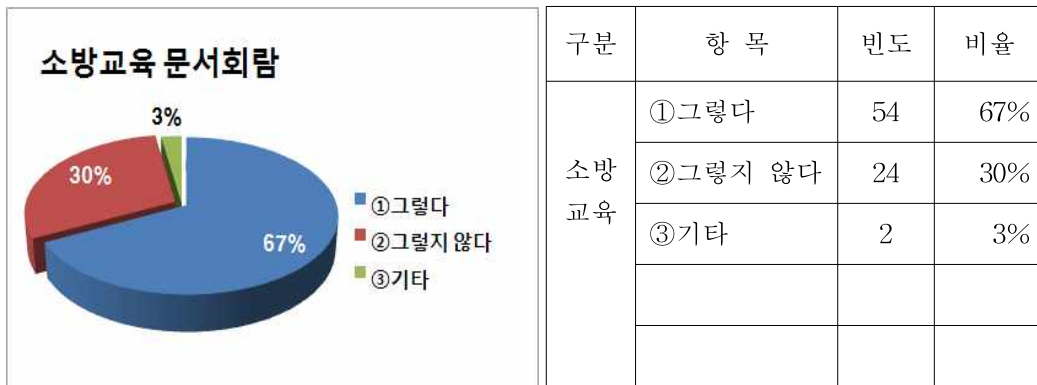 소방교육 문서회람
3%
30%
67%
①그렇다
②그렇지 않다
③기타
구분 항 목 빈도 비율
소방
교육
①그렇다 54 67%
②그렇지 않다 24 30%
③기타 2 3%